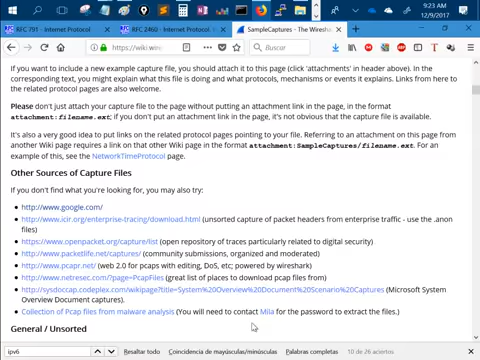 9:23 AM
12/9/2017
RFC 791 - Internet Protocol
RFC 2460 - Internet Protocol,
SampleCaptures - The Wiresha
https://wiki.wire
Buscar
If you want to include a new example capture file, you should attach it to this page (click 'attachments' in header above). In the
corresponding text, you might explain what this file is doing and what protocols, mechanisms or events it explains. Links from here to
the related protocol pages are also welcome.
Please don't just attach your capture file to the page without putting an attachment link in the page, in the format
attachment:filename.ext; if you don't put an attachment link in the page, it's not obvious that the capture file is available.
It's also a very good idea to put links on the related protocol pages pointing to your file. Referring to an attachment on this page from
another Wiki page requires a link on that other Wiki page in the format attachment:SampleCaptures/filename.ext. For an
example of this, see the NetworkTimeProtocol page.
Other Sources of Capture Files
If you don't find what you're looking for, you may also try:
http://www.google.com/
http://www.icir.org/enterprise-tracing/download.html (unsorted capture of packet headers from enterprise traffic - use the .anon
files)
https://www.openpacket.org/capture/list (open repository of traces particularly related to digital security)
http://www.packetlife.net/captures/ (community submissions, organized and moderated)
http://www.pcapr.net/ (web 2.0 for pcaps with editing, DoS, etc; powered by wireshark)
http://www.netresec.com/?page=PcapFiles (great list of places to download pcap files from)
http://sysdoccap.codeplex.com/wikipage?title=System%20Overview%20Document%20Scenario%20Captures (Microsoft System
Overview Document captures).
Collection of Pcap files from malware analysis (You will need to contact Mila for the password to extract the files.)
General / Unsorted
ipv6
Resaltar todo
Coincidencia de mayúsculas/minúsculas
Palabras completas
10 de 26 aciertos